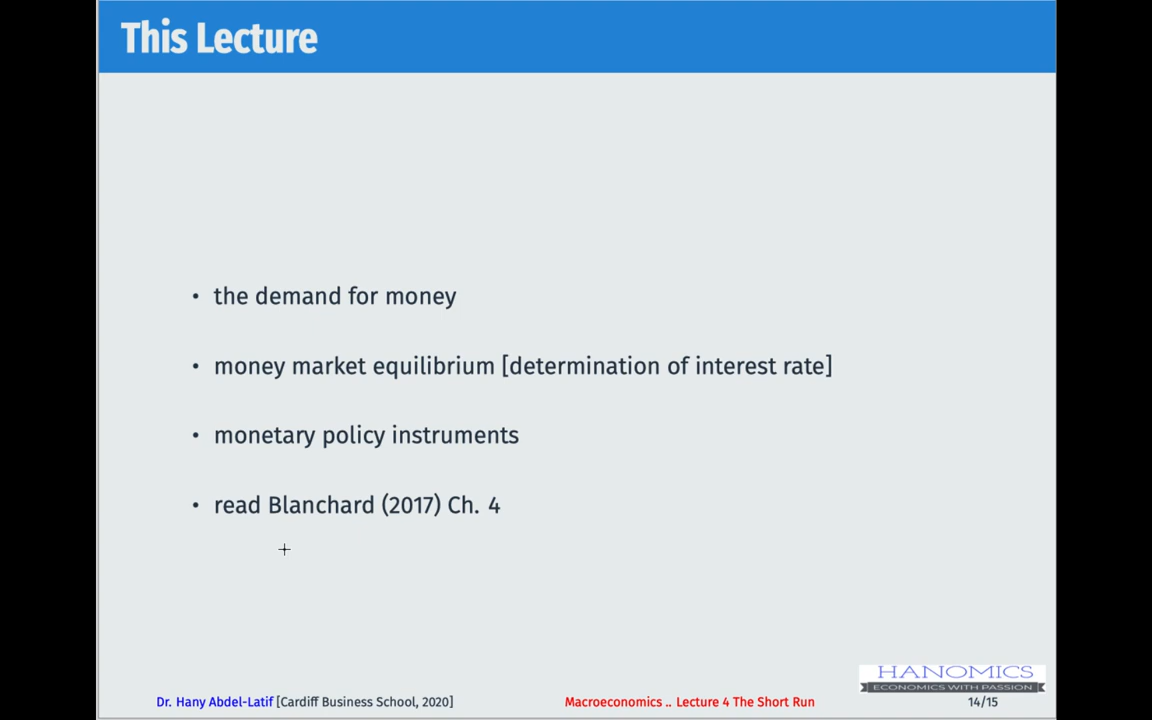 This Lecture
• the demand for money
• money market equilibrium [determination of interest rate]
• monetary policy instruments
• read Blanchard (2017) Ch. 4
HANOMICS
ECONOMICS WITH PASSION
Dr. Hany Abdel-Latif [Cardiff Business School, 2020] Macroeconomics .. Lecture 4 The Short Run 14/15